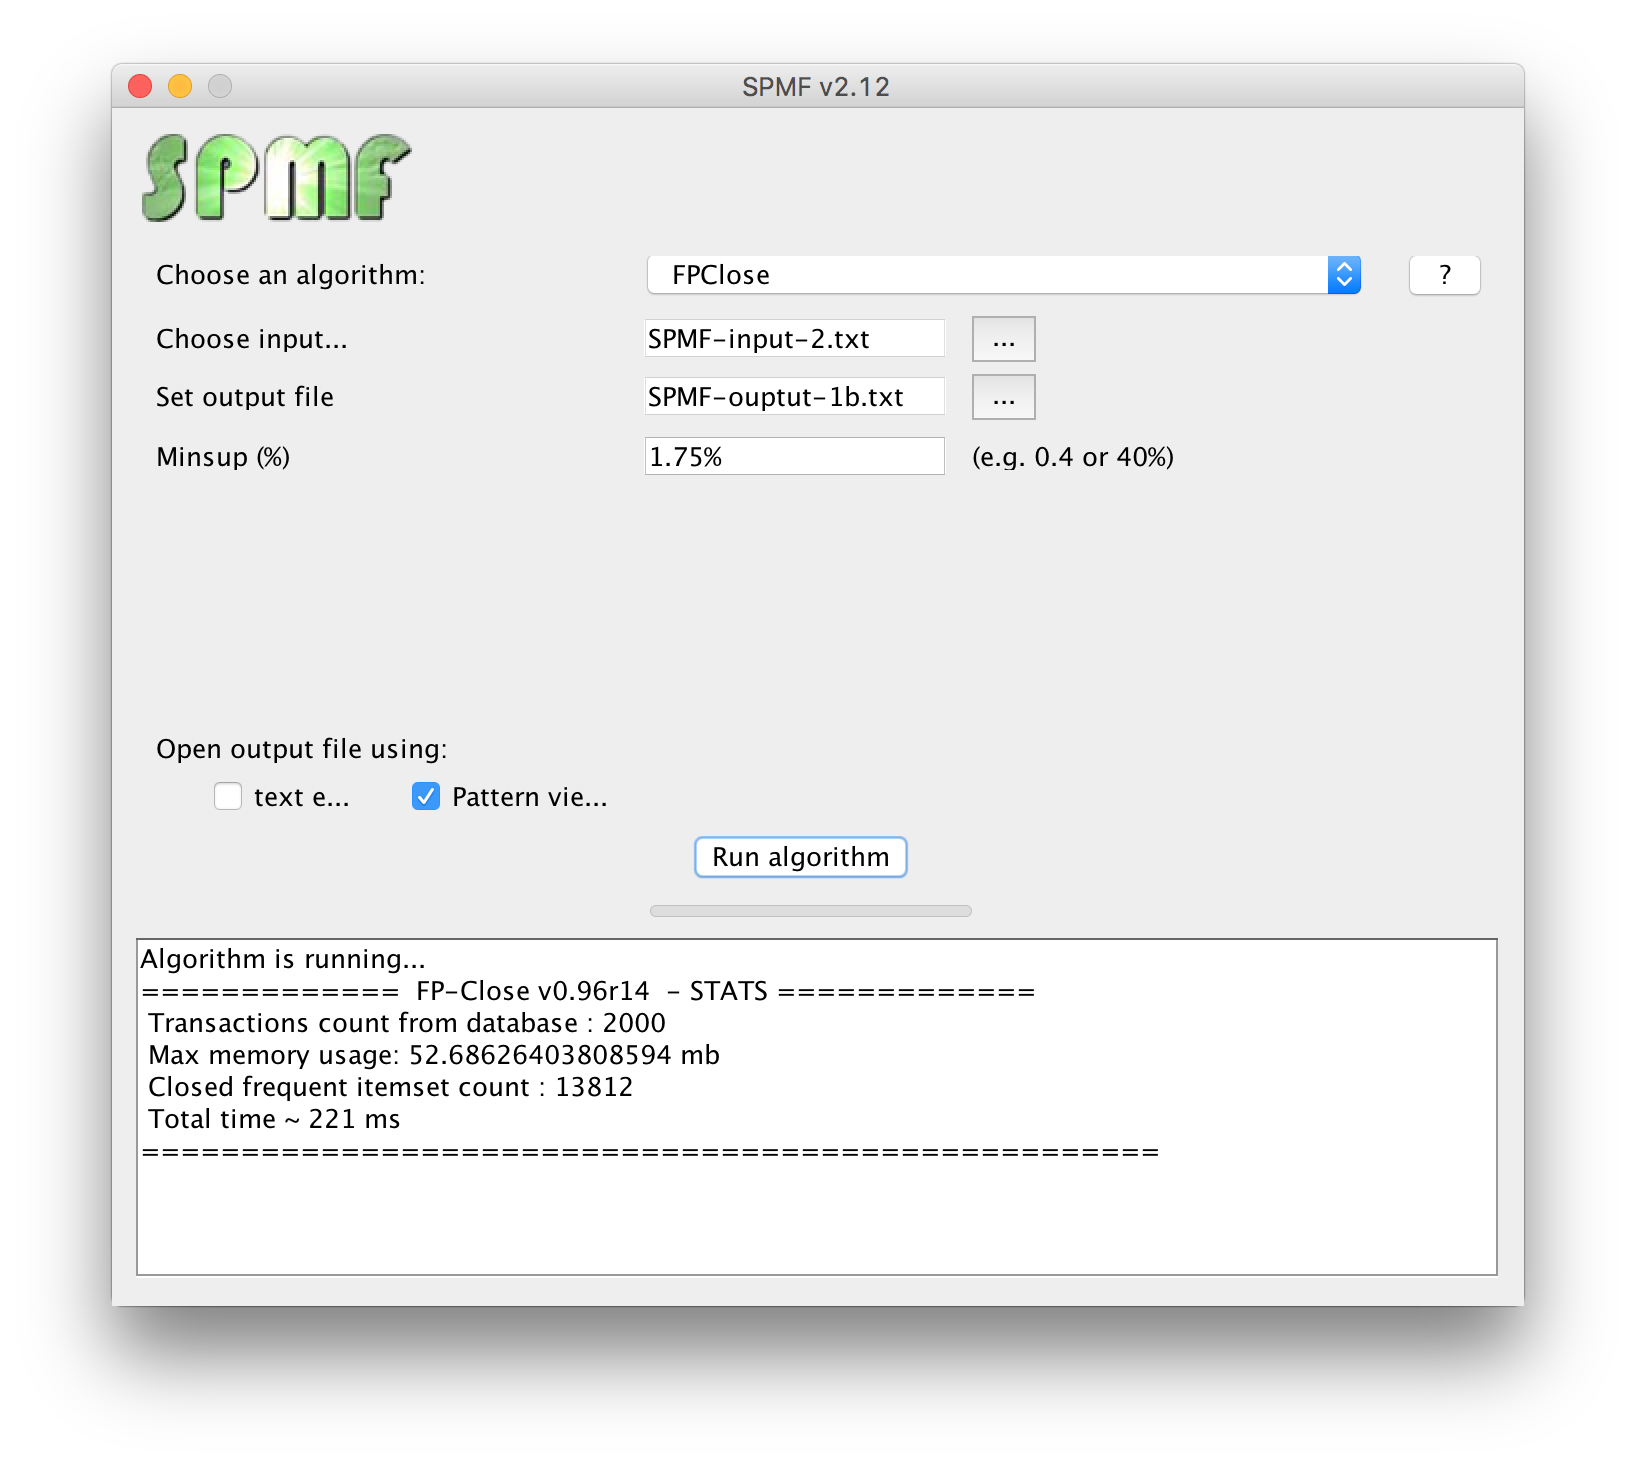 SPMF v2.12
SPMF
Choose an algorithm: FPClose ?
Choose input... SPMF-input-2.txt ...
Set output file SPMF-ouptut-1b.txt ...
Minsup (%) 1.75% (e.g. 0.4 or 40%)
Open output file using:
text e... Pattern vie...
Run algorithm
Algorithm is running...
============= FP-Close v0.96r14 - STATS =============
Transactions count from database : 2000
Max memory usage: 52.68626403808594 mb
Closed frequent itemset count : 13812
Total time ~ 221 ms
===================================================